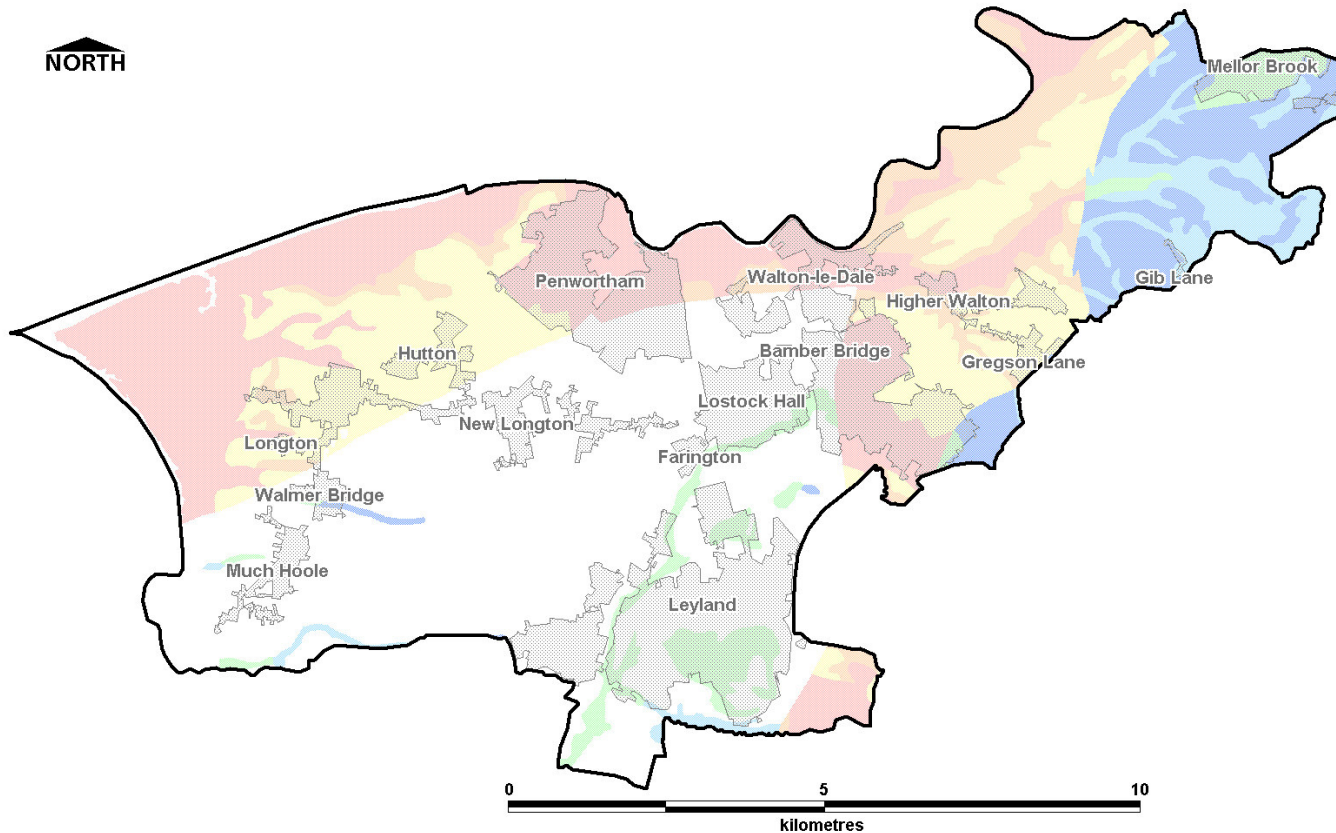 NORTH
Mellor Brook
Penwortham
Walton-le-Dale
Gib Lane
Higher Walton
Hutton
Bamber Bridge
Gregson Lane
Lostock Hall
New Longton
Longton
Farington
Walmer Bridge
Much Hoole
Leyland
0 5 10
kilometres